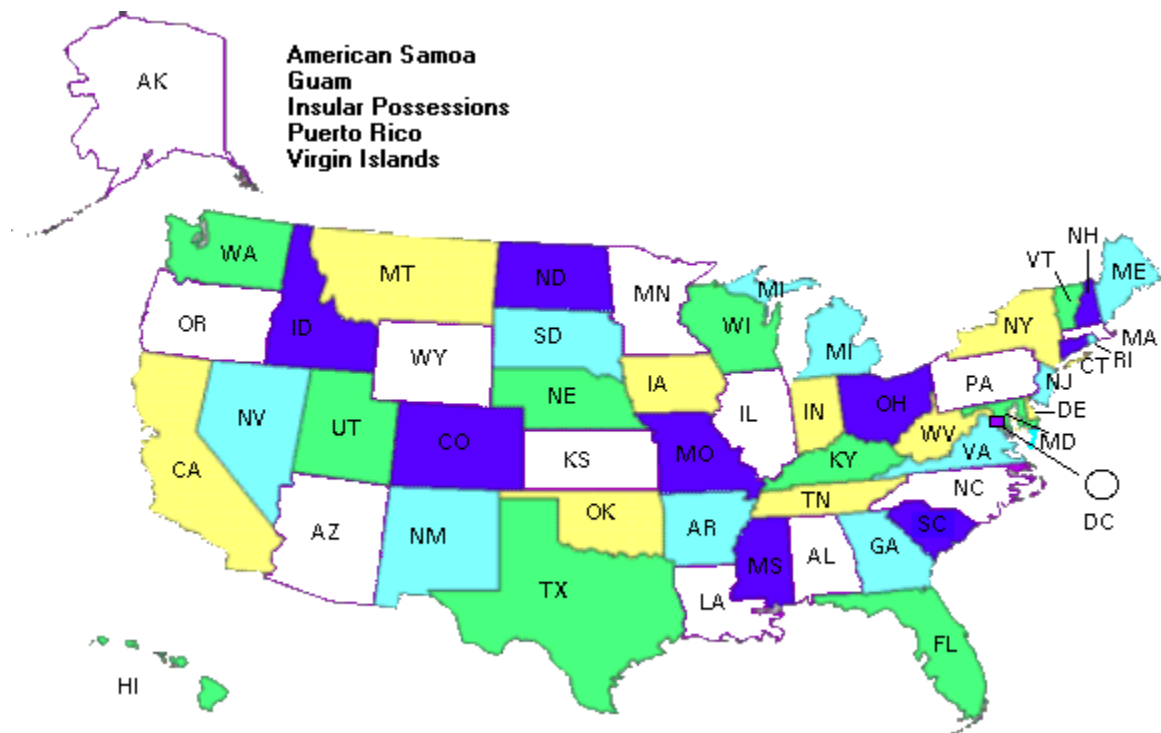 AK
American Samoa
Guam
Insular Possessions
Puerto Rico
Virgin Islands
NH
VT
ME
WA
MT
ND
MN
MI
OR
ID
SD
WI
NY
MA
WY
MI
RI
CT
IA
PA
NJ
NE
NV
UT
CO
IL
IN
OH
DE
WV
MD
CA
KS
MO
KY
VA
NC
DC
OK
TN
AZ
NM
AR
SC
TX
MS
AL
GA
LA
FL
HI